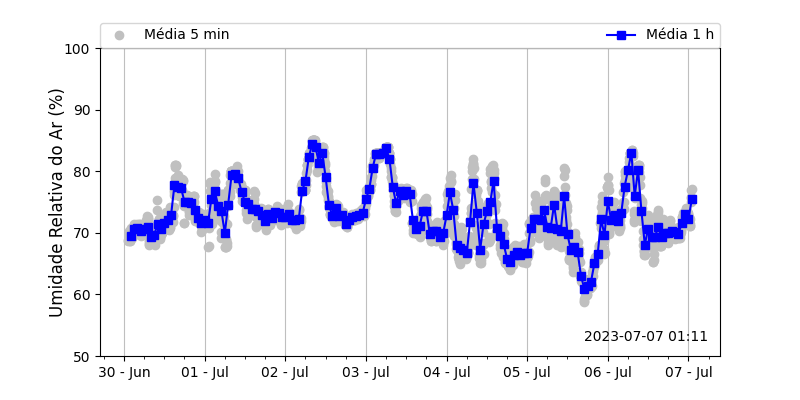 Média 5 min
Média 1 h
Umidade Relativa do Ar (%)
100
90
80
70
60
50
2023-07-07 01:11
30 - Jun
01 - Jul
02 - Jul
03 - Jul
04 - Jul
05 - Jul
06 - Jul
07 - Jul